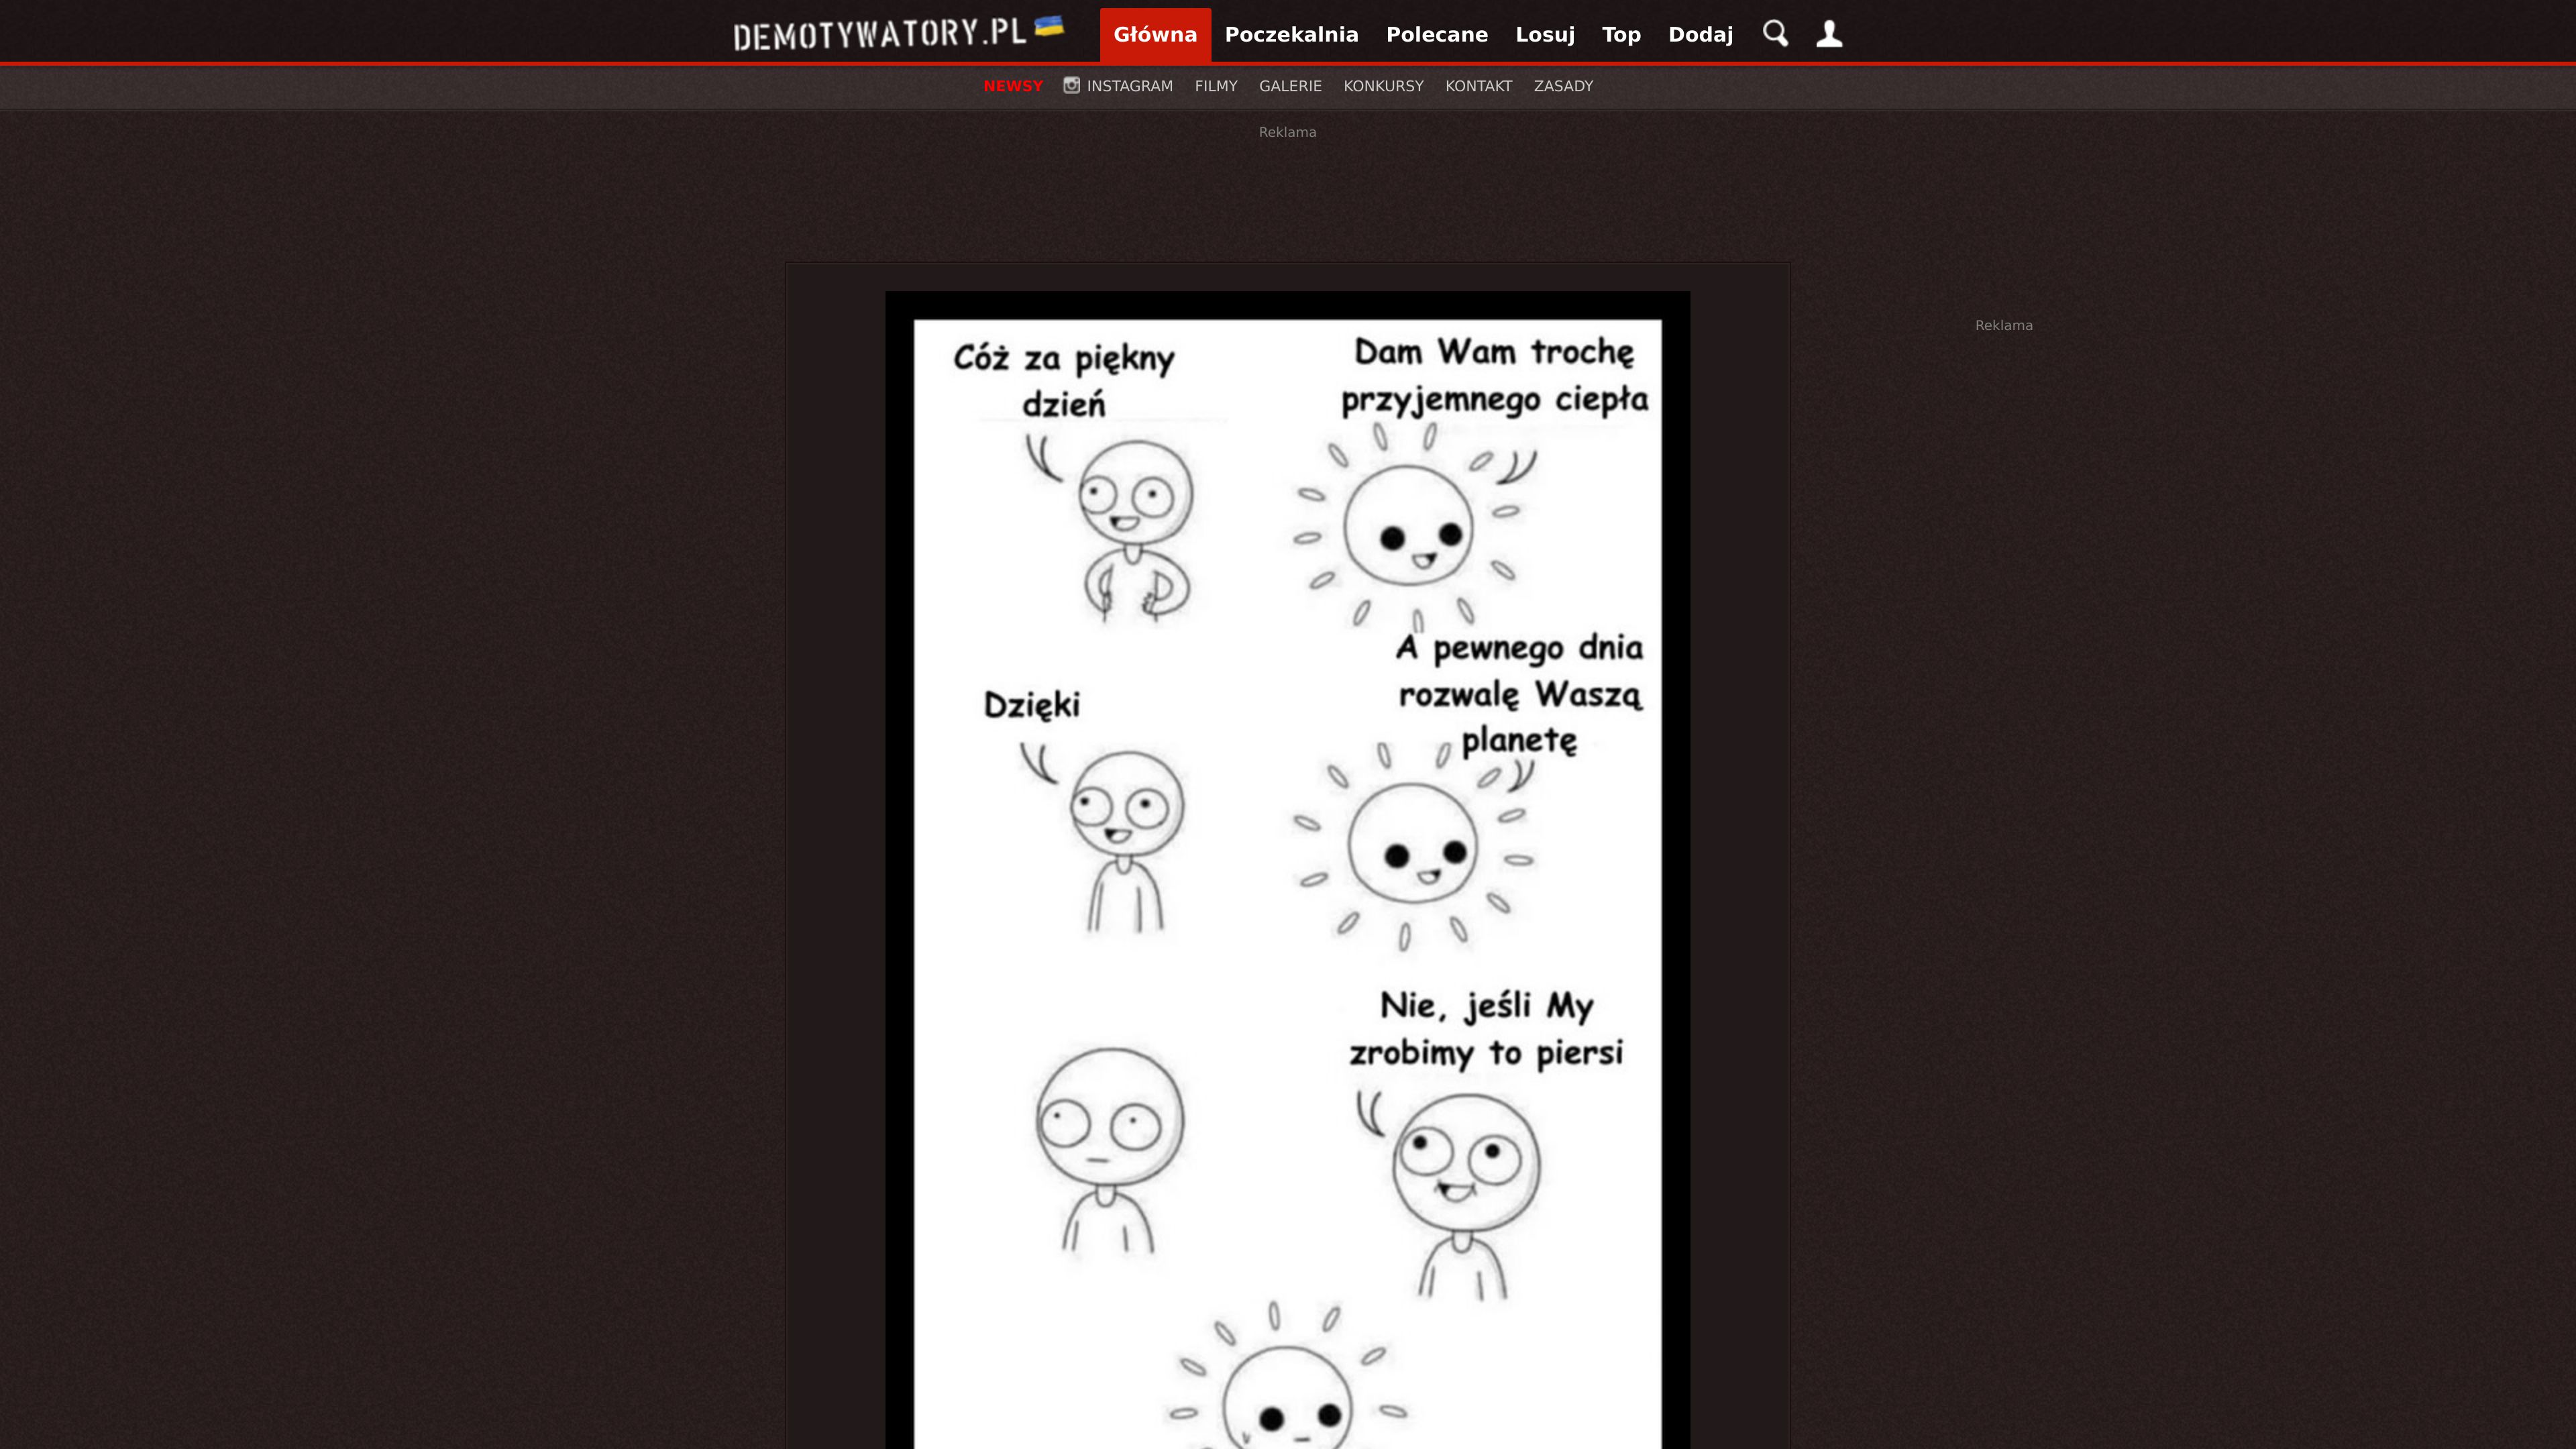 DEMOTYWATORY.PL
Główna Poczekalnia Polecane Losuj Top Dodaj
NEWSY INSTAGRAM FILMY GALERIE KONKURSY KONTAKT ZASADY
Reklama
Reklama
Cóż za piękny
dzień
Dam Wam trochę
przyjemnego ciepła
Dzięki
A pewnego dnia
rozwalę Waszą
planetę
Nie, jeśli My
zrobimy to piersi